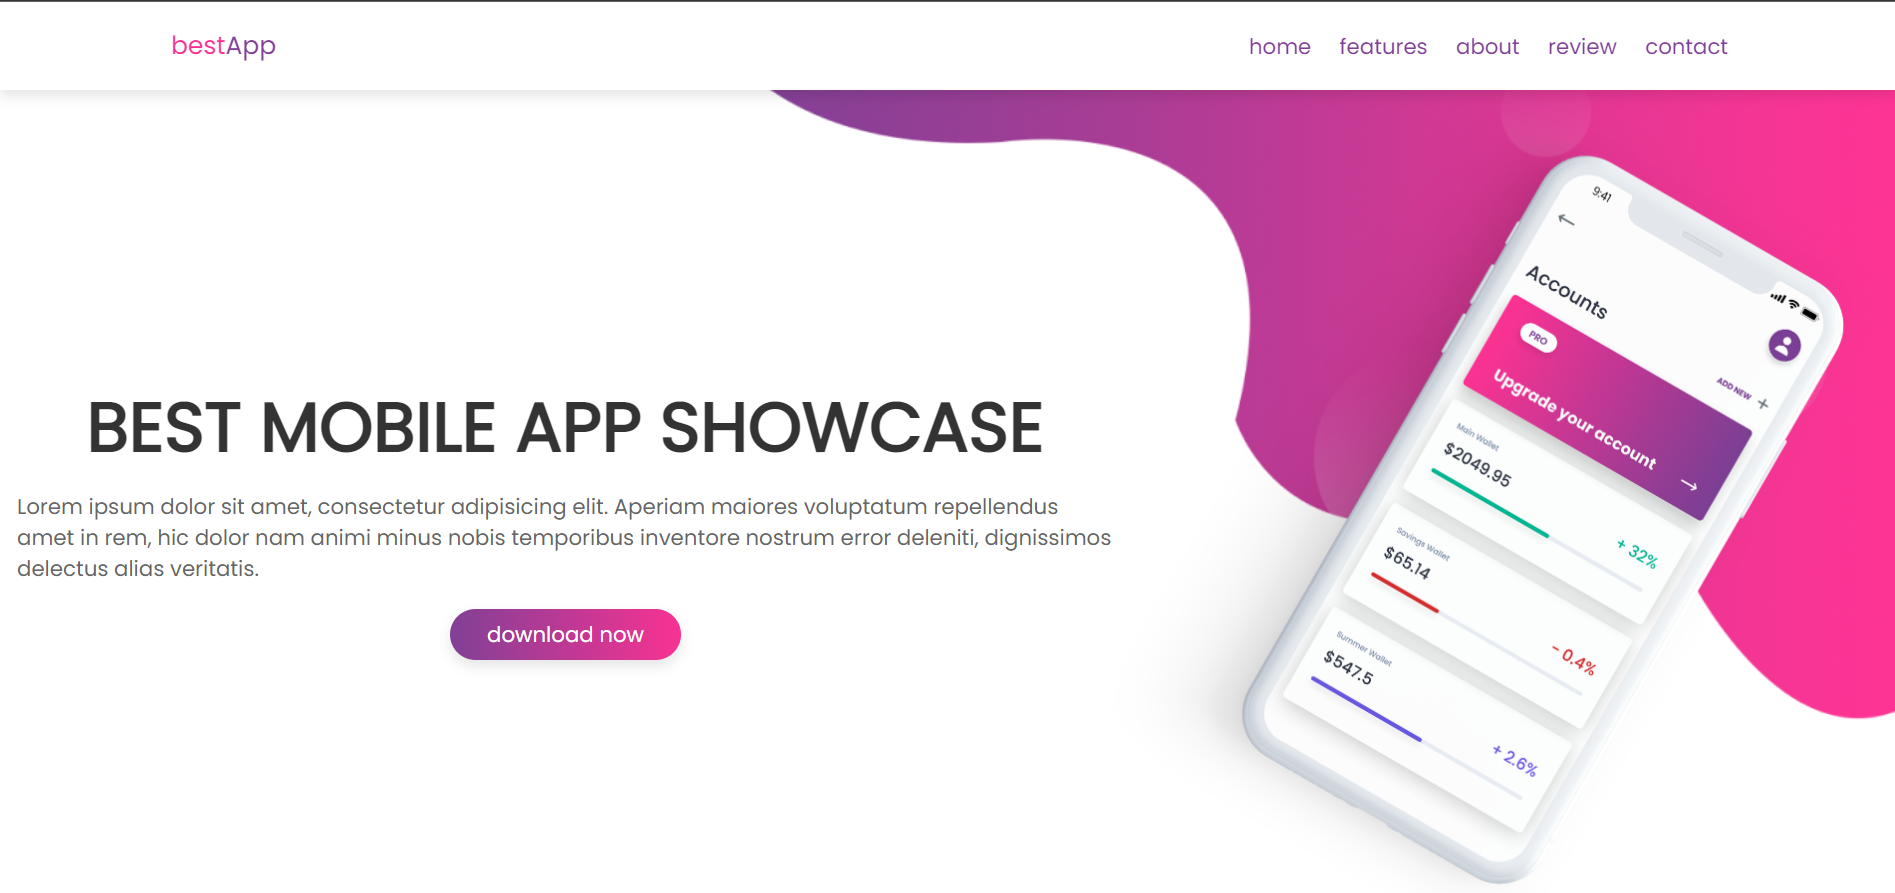 bestApp
home features about review contact
BEST MOBILE APP SHOWCASE
Lorem ipsum dolor sit amet, consectetur adipisicing elit. Aperiam maiores voluptatum repellendus
amet in rem, hic dolor nam animi minus nobis temporibus inventore nostrum error deleniti, dignissimos
delectus alias veritatis.
download now
9:41
Accounts
ADD NEW +
PRO
Upgrade your account
Main Wallet
$2049.95
+ 32%
Savings Wallet
$65.14
- 0.4%
Summer Wallet
$547.5
+ 2.6%